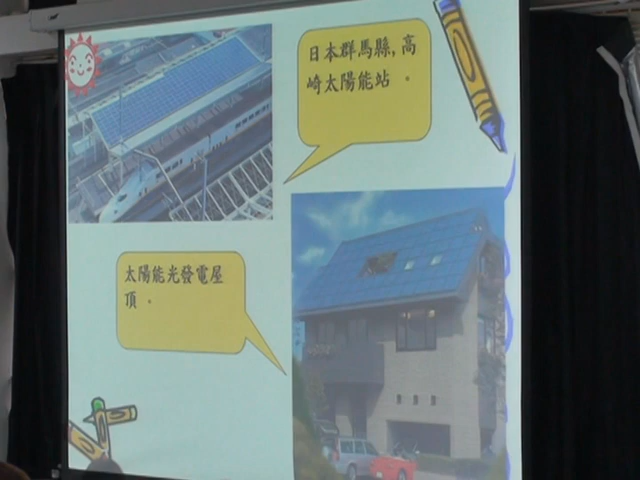 日本群馬縣,高
崎太陽能站 。
太陽能光發電屋
頂 。